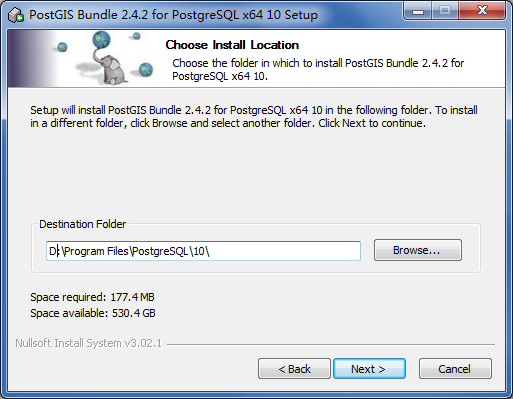 PostGIS Bundle 2.4.2 for PostgreSQL x64 10 Setup
Choose Install Location
Choose the folder in which to install PostGIS Bundle 2.4.2 for
PostgreSQL x64 10.
Setup will install PostGIS Bundle 2.4.2 for PostgreSQL x64 10 in the following folder. To install
in a different folder, click Browse and select another folder. Click Next to continue.
Destination Folder
D:\Program Files\PostgreSQL\10\
Browse...
Space required: 177.4 MB
Space available: 530.4 GB
Nullsoft Install System v3.02.1
< Back
Next >
Cancel